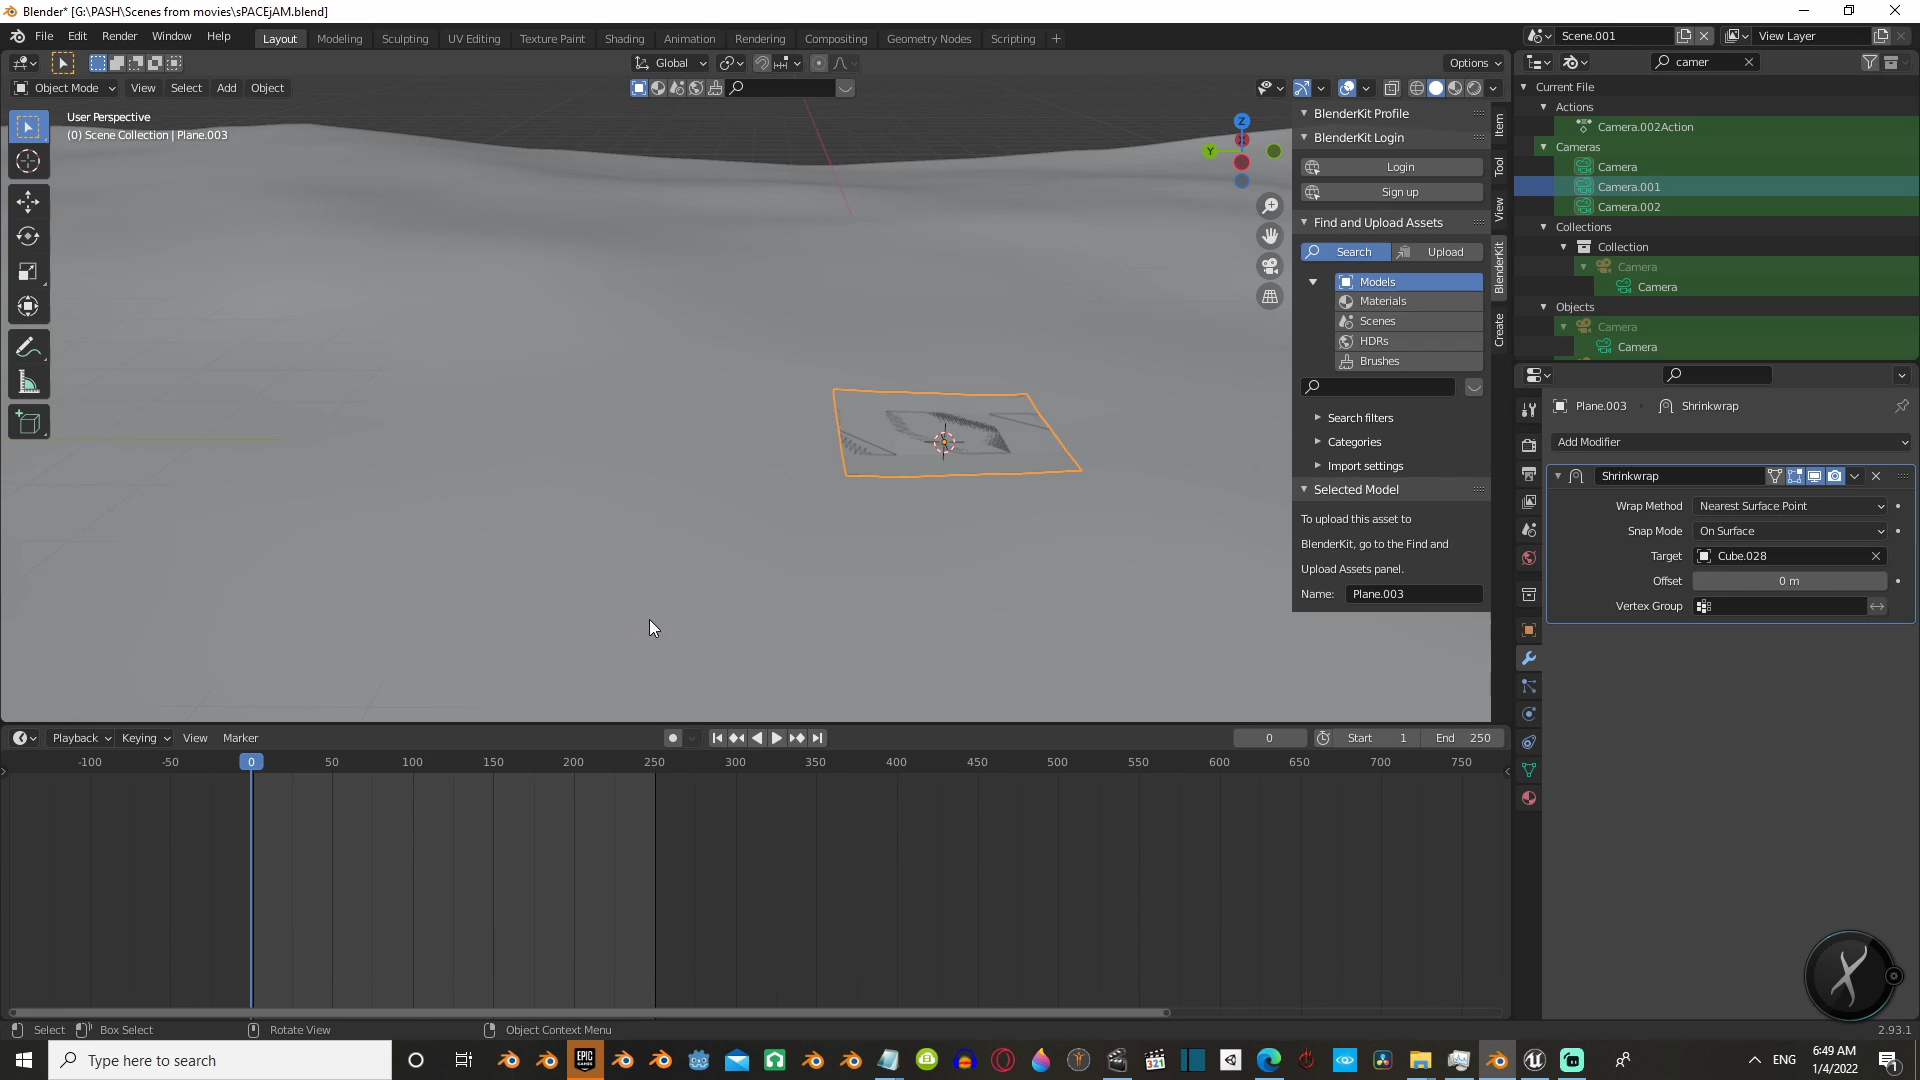 Blender* [G:\PASH\Scenes from movies\sPACEjAM.blend]
File Edit Render Window Help
Layout Modeling Sculpting UV Editing Texture Paint Shading Animation Rendering Compositing Geometry Nodes Scripting +
Scene.001 View Layer
Global Options
camer
Object Mode View Select Add Object
User Perspective
(0) Scene Collection | Plane.003
Z
Y
BlenderKit Profile
BlenderKit Login
Login
Sign up
Find and Upload Assets
Search Upload
Models
Materials
Scenes
HDRs
Brushes
Search filters
Categories
Import settings
Selected Model
To upload this asset to
BlenderKit, go to the Find and
Upload Assets panel.
Name: Plane.003
Item
Tool
View
BlenderKit
Create
Current File
Actions
Camera.002Action
Cameras
Camera
Camera.001
Camera.002
Collections
Collection
Camera
Camera
Objects
Camera
Camera
Plane.003 Shrinkwrap
Add Modifier
Shrinkwrap
Wrap Method Nearest Surface Point
Snap Mode On Surface
Target Cube.028
Offset 0 m
Vertex Group
Playback Keying View Marker
0 Start 1 End 250
-100 -50 0 50 100 150 200 250 300 350 400 450 500 550 600 650 700 750
Select Box Select Rotate View Object Context Menu
2.93.1
Type here to search
EPIC GAMES
321
ENG
6:49 AM
1/4/2022
1